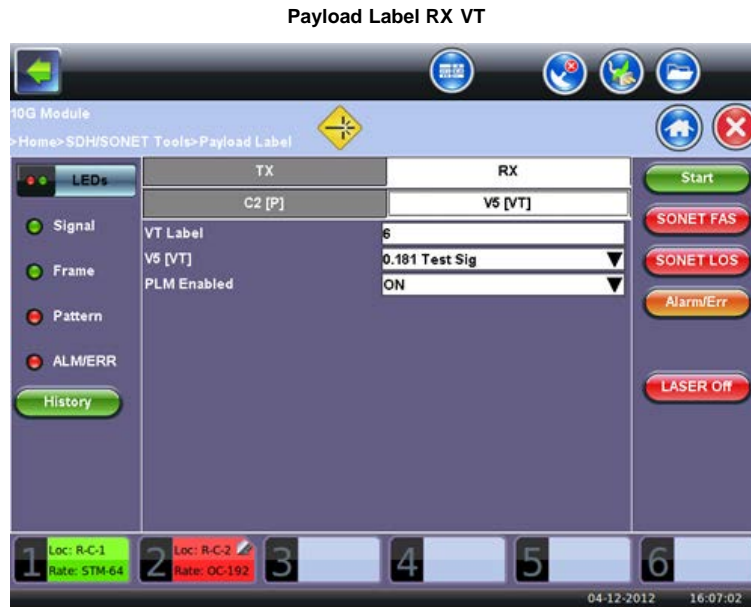 Payload Label RX VT
10G Module
>Home>SDH/SONET Tools>Payload Label
LEDs
TX
RX
Start
C2 [P]
V5 [VT]
SONET FAS
Signal
VT Label
6
V5 [VT]
0.181 Test Sig
SONET LOS
Frame
PLM Enabled
ON
Alarm/Err
Pattern
ALM/ERR
LASER Off
History
1
Loc: R-C-1
Rate: STM-64
2
Loc: R-C-2
Rate: OC-192
3
4
5
6
04-12-2012 16:07:02